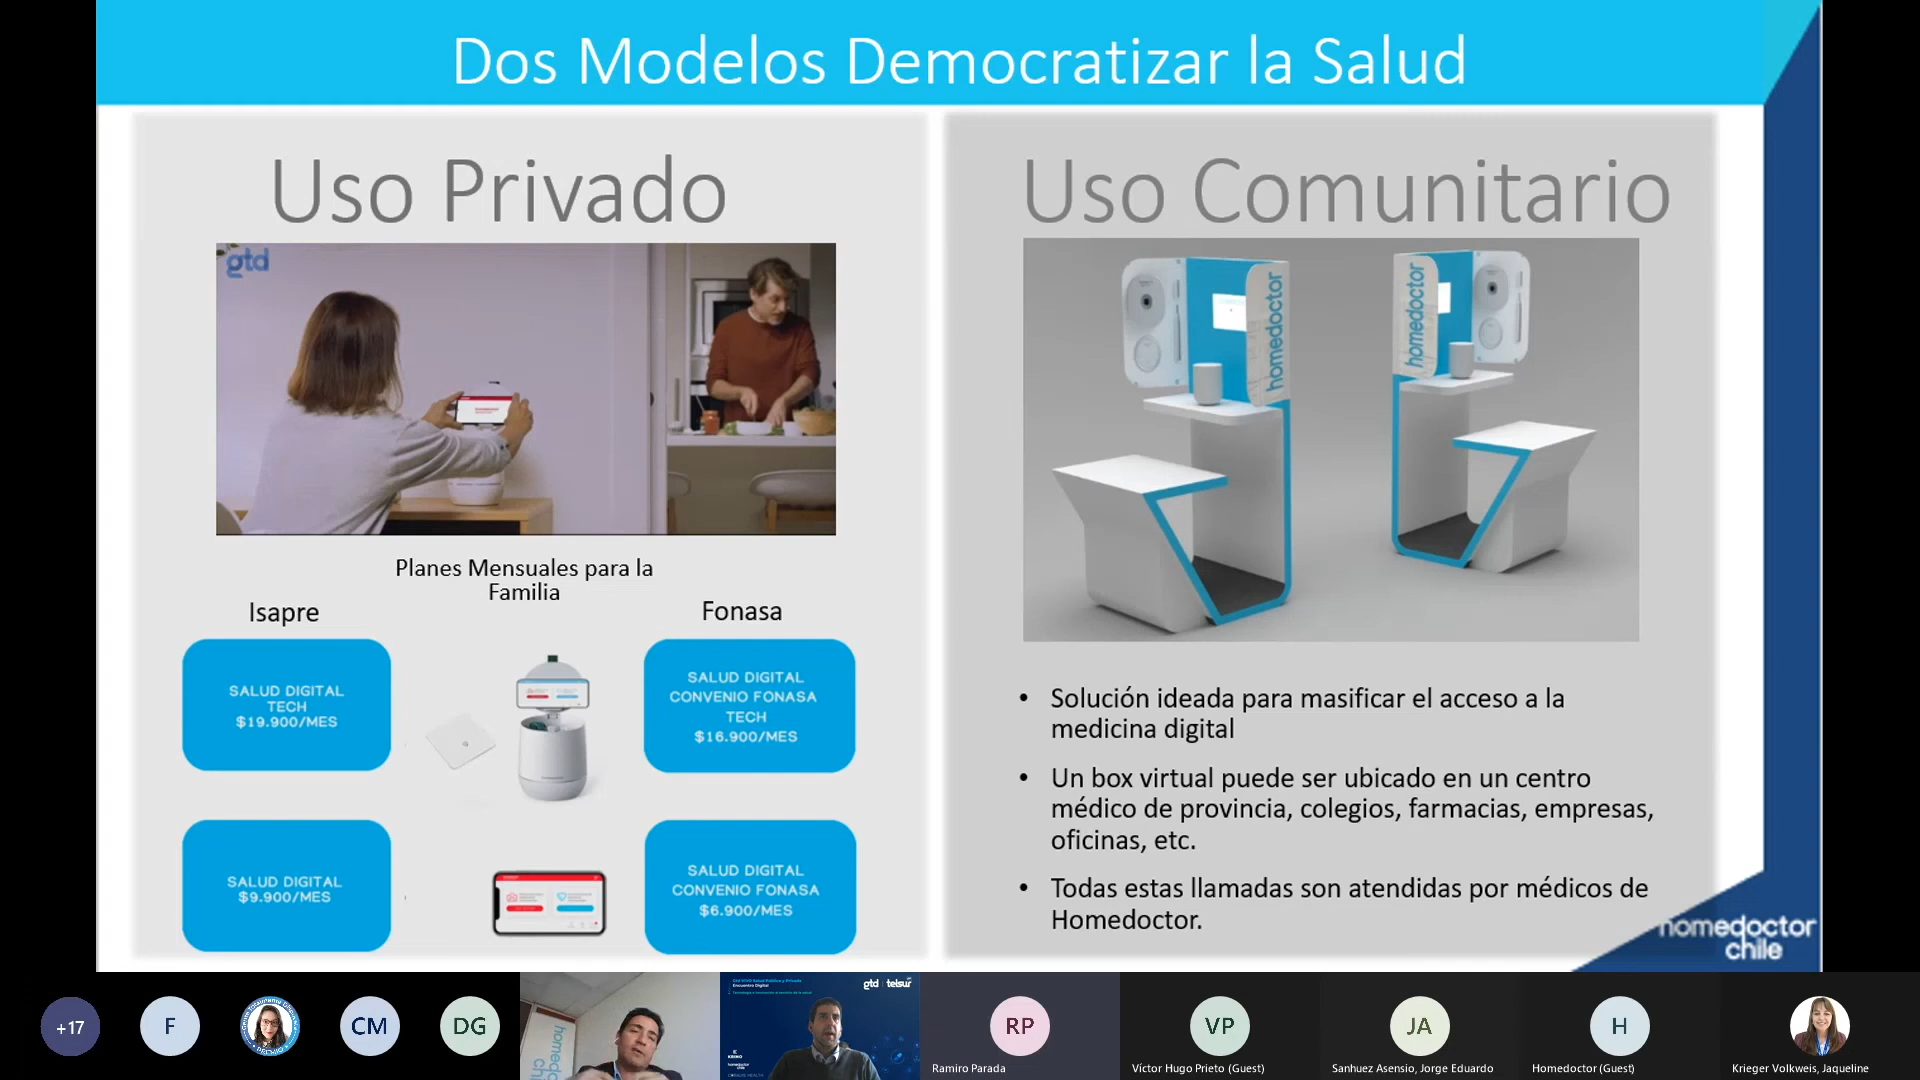 Dos Modelos Democratizar la Salud
Uso Privado
gtd
Planes Mensuales para la
Familia
Isapre
Fonasa
SALUD DIGITAL
TECH
$19.900/MES
SALUD DIGITAL
CONVENIO FONASA
TECH
$16.900/MES
SALUD DIGITAL
$9.900/MES
SALUD DIGITAL
CONVENIO FONASA
$6.900/MES
Uso Comunitario
homedoctor
homedoctor
• Solución ideada para masificar el acceso a la
medicina digital
• Un box virtual puede ser ubicado en un centro
médico de provincia, colegios, farmacias, empresas,
oficinas, etc.
• Todas estas llamadas son atendidas por médicos de
Homedoctor.
homedoctor
chile
+17
F
CM
DG
gtd telsur
RP
Ramiro Parada
VP
Víctor Hugo Prieto (Guest)
JA
Sanhuez Asensio, Jorge Eduardo
H
Homedoctor (Guest)
Krieger Volkweis, Jaqueline